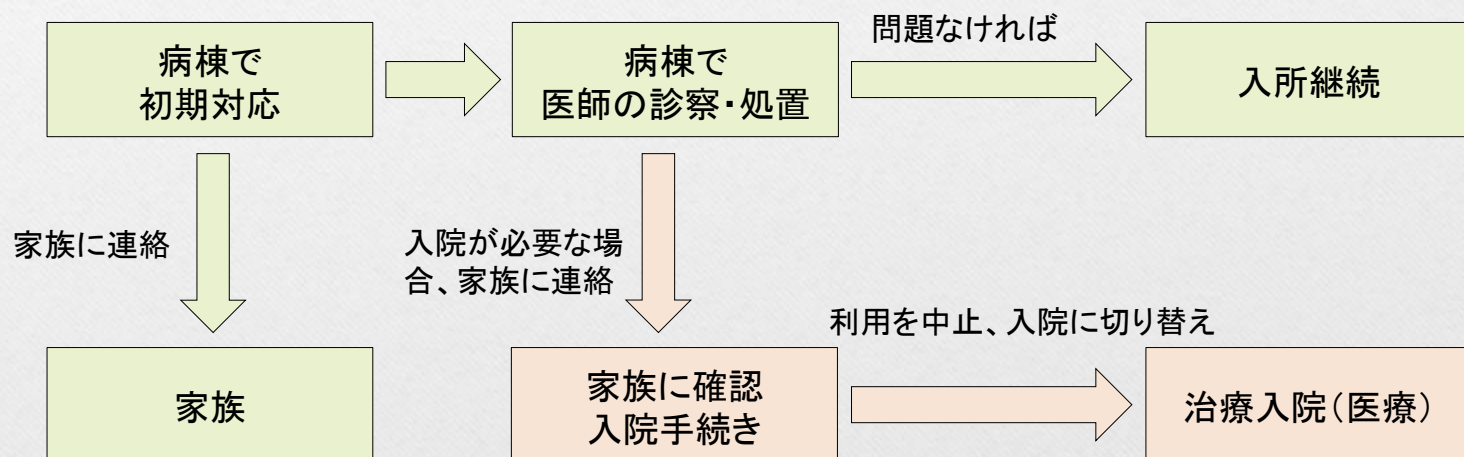 問題なければ
病棟で
初期対応
病棟で
医師の診察・処置
入所継続
家族に連絡
入院が必要な場
合、家族に連絡
利用を中止、入院に切り替え
家族
家族に確認
入院手続き
治療入院(医療)